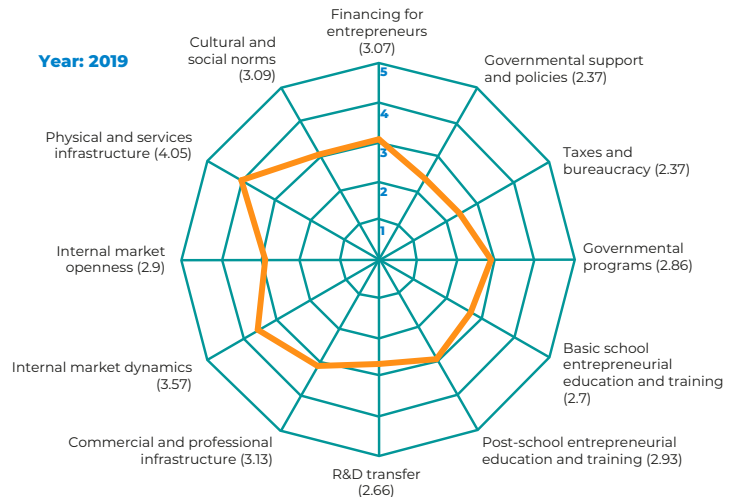 Year: 2019
Financing for
entrepreneurs
(3.07)
Governmental support
and policies (2.37)
Taxes and
bureaucracy (2.37)
Governmental
programs (2.86)
Basic school
entrepreneurial
education and training
(2.7)
Post-school entrepreneurial
education and training (2.93)
R&D transfer
(2.66)
Commercial and professional
infrastructure (3.13)
Internal market dynamics
(3.57)
Internal market
openness (2.9)
Physical and services
infrastructure (4.05)
Cultural and
social norms
(3.09)
5
4
3
2
1